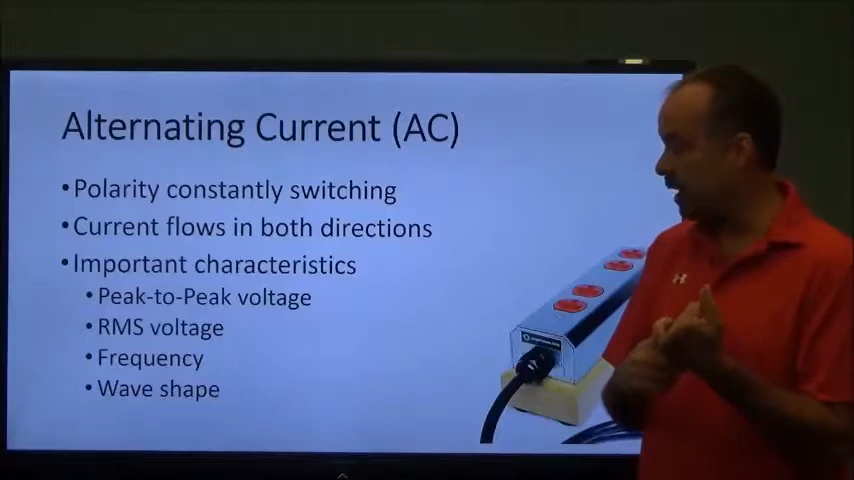 Alternating Current (AC)
•Polarity constantly switching
•Current flows in both directions
•Important characteristics
•Peak-to-Peak voltage
•RMS voltage
•Frequency
•Wave shape